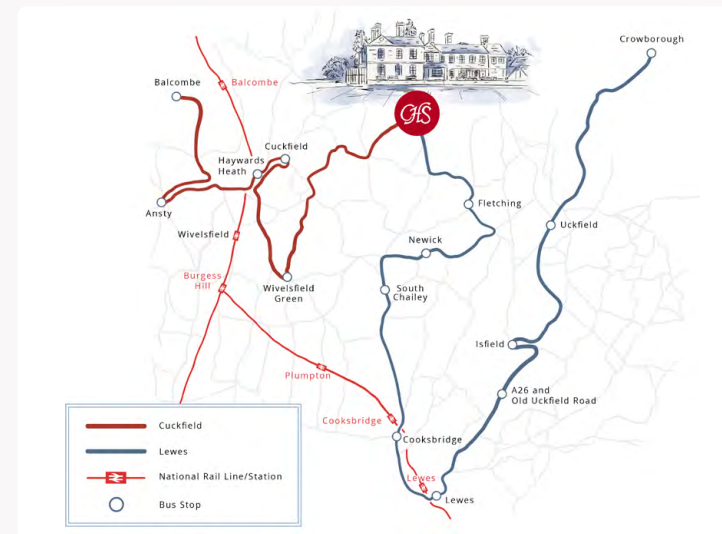 Crowborough
Balcombe
Balcombe
CHS
Cuckfield
Haywards
Heath
Ansty
Fletching
Uckfield
Wivelsfield
Newick
Burgess
Hill
Wivelsfield
Green
South
Chailey
Isfield
Plumpton
A26 and
Old Uckfield Road
Cooksbridge
Cooksbridge
Lewes
Lewes
Cuckfield
Lewes
National Rail Line/Station
Bus Stop